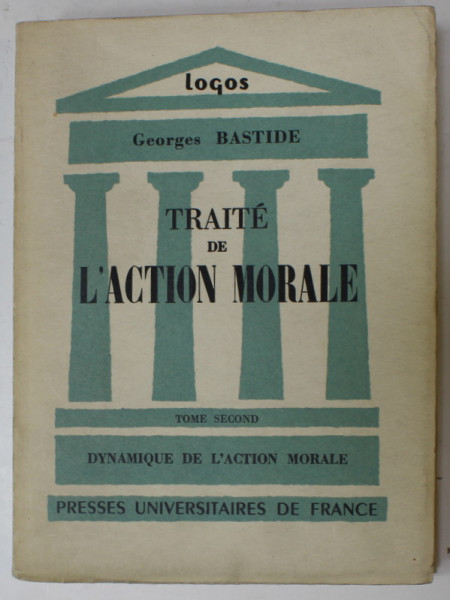 Logos
Georges BASTIDE
TRAITÉ
DE
L'ACTION MORALE
TOME SECOND
DYNAMIQUE DE L'ACTION MORALE
PRESSES UNIVERSITAIRES DE FRANCE